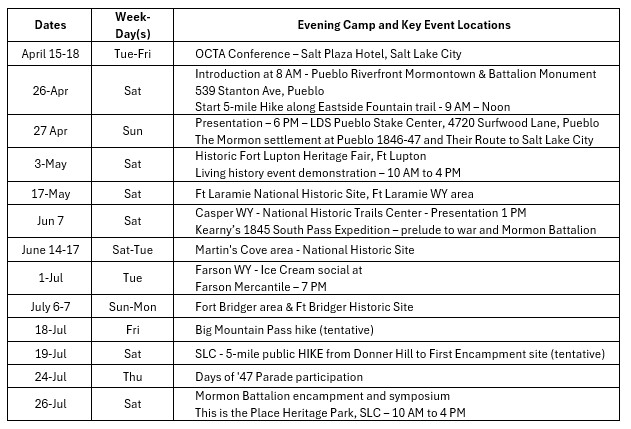 Dates Week-Day(s) Evening Camp and Key Event Locations
April 15-18 Tue-Fri OCTA Conference – Salt Plaza Hotel, Salt Lake City
26-Apr Sat Introduction at 8 AM - Pueblo Riverfront Mormontown & Battalion Monument
539 Stanton Ave, Pueblo
Start 5-mile Hike along Eastside Fountain trail - 9 AM – Noon
27 Apr Sun Presentation – 6 PM – LDS Pueblo Stake Center, 4720 Surfwood Lane, Pueblo
The Mormon settlement at Pueblo 1846-47 and Their Route to Salt Lake City
3-May Sat Historic Fort Lupton Heritage Fair, Ft Lupton
Living history event demonstration – 10 AM to 4 PM
17-May Sat Ft Laramie National Historic Site, Ft Laramie WY area
Jun 7 Sat Casper WY - National Historic Trails Center - Presentation 1 PM
Kearny's 1845 South Pass Expedition – prelude to war and Mormon Battalion
June 14-17 Sat-Tue Martin's Cove area - National Historic Site
1-Jul Tue Farson WY - Ice Cream social at
Farson Mercantile – 7 PM
July 6-7 Sun-Mon Fort Bridger area & Ft Bridger Historic Site
18-Jul Fri Big Mountain Pass hike (tentative)
19-Jul Sat SLC - 5-mile public HIKE from Donner Hill to First Encampment site (tentative)
24-Jul Thu Days of '47 Parade participation
26-Jul Sat Mormon Battalion encampment and symposium
This is the Place Heritage Park, SLC – 10 AM to 4 PM